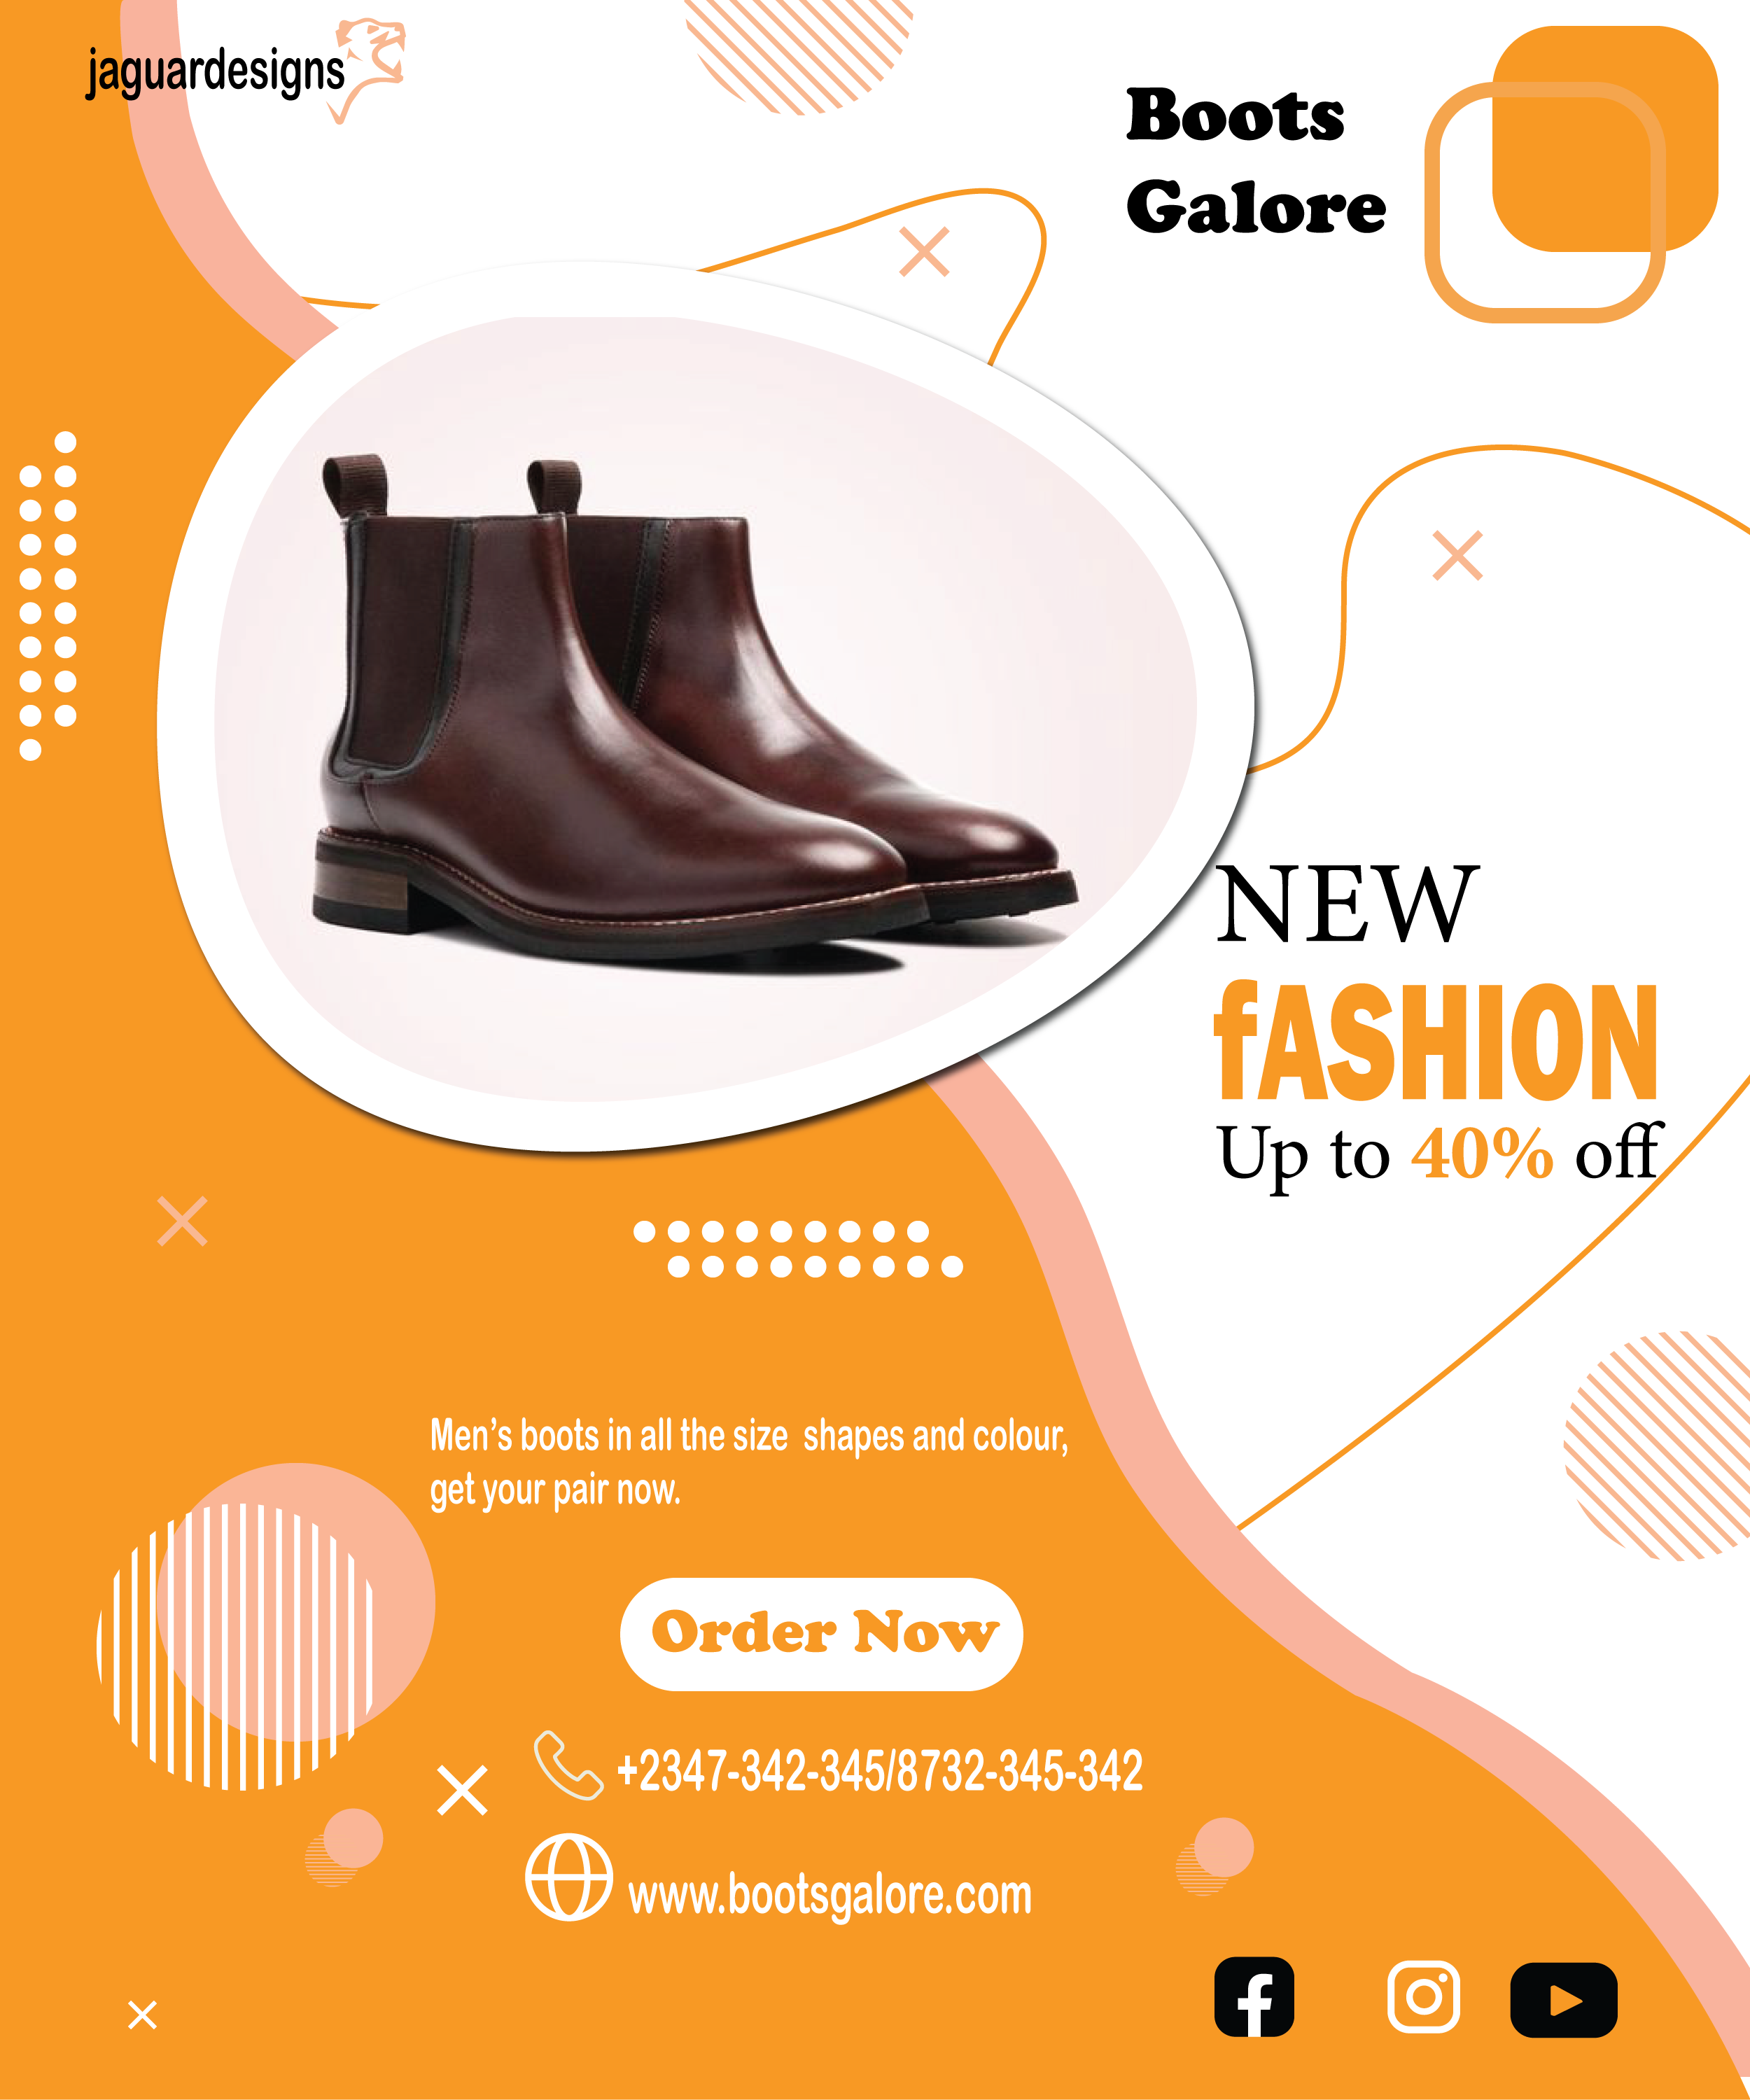 jaguardesigns
Boots
Galore
NEW
fASHION
Up to 40% off
Men’s boots in all the size  shapes and colour,
get your pair now.
Order Now
+2347-342-345/8732-345-342
www.bootsgalore.com